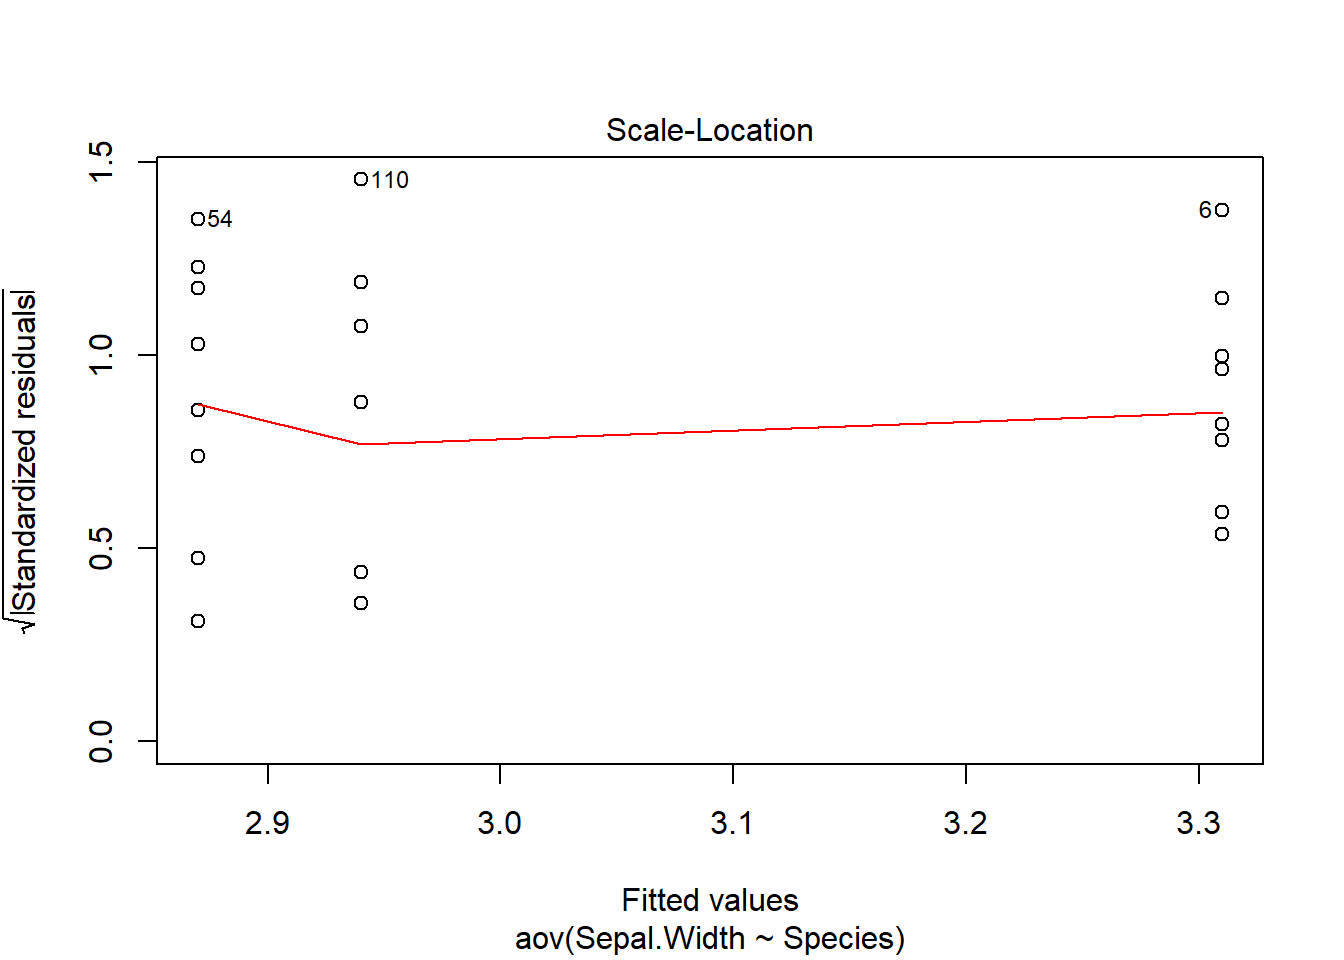 Scale-Location
√|Standardized residuals|
1.5
1.0
0.5
0.0
54
110
6
2.9 3.0 3.1 3.2 3.3
Fitted values
aov(Sepal.Width ~ Species)